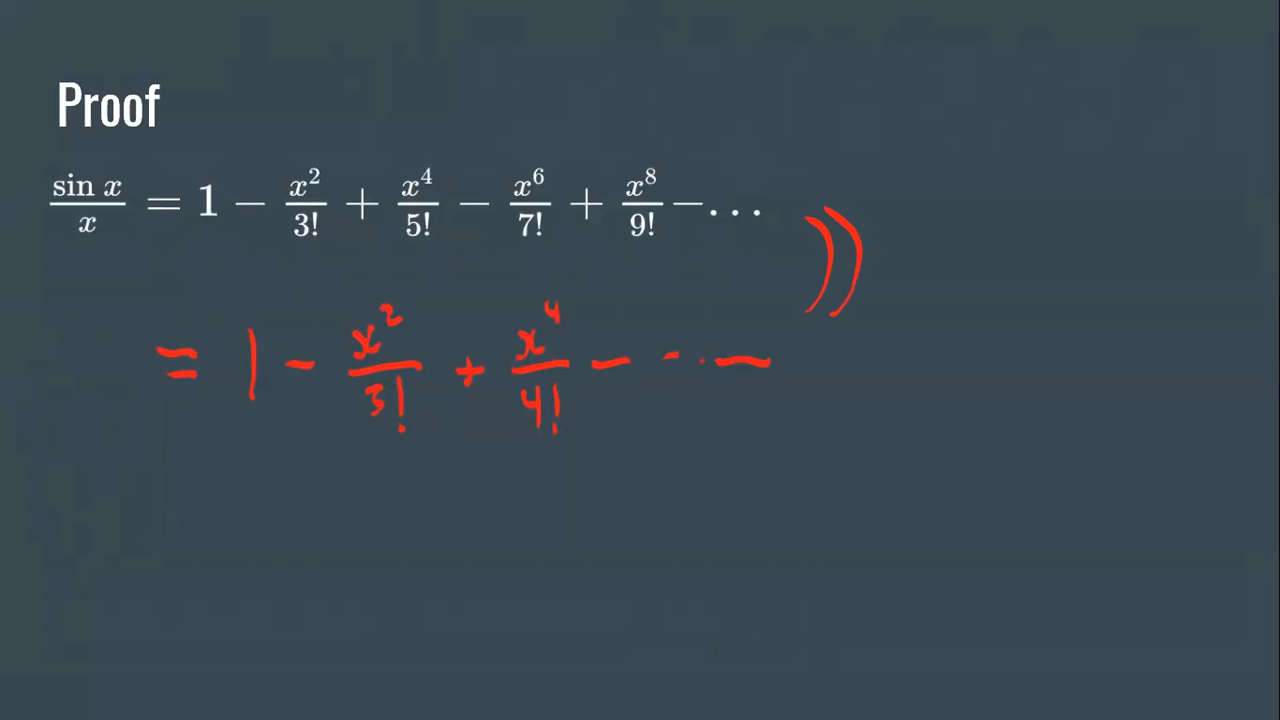 Proof
sin x / x = 1 − x² / 3! + x⁴ / 5! − x⁶ / 7! + x⁸ / 9! − ... ))
= 1 − x² / 3! + x⁴ / 4! − - · —